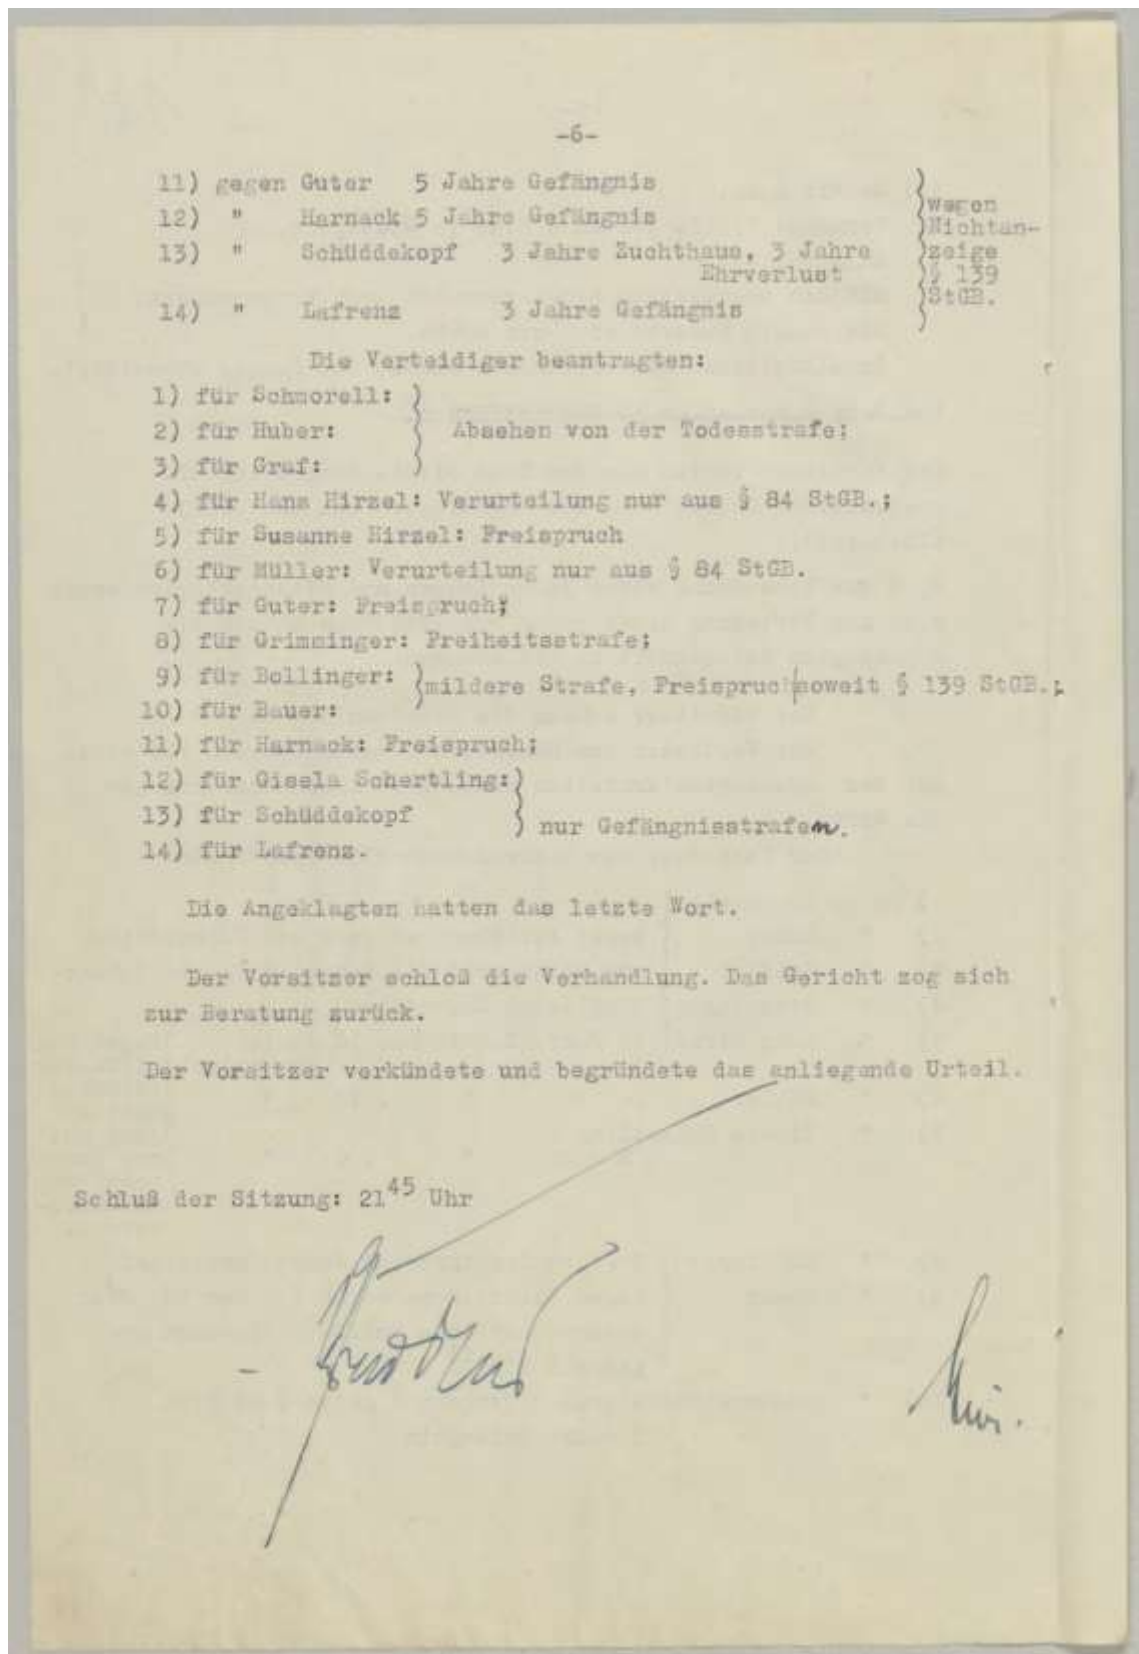 -6-
11) gegen Guter 5 Jahre Gefängnis
12) " Harnack 5 Jahre Gefängnis
13) " Schüddekopf 3 Jahre Zuchthaus, 3 Jahre
Ehrverlust
14) " Lafrenz 3 Jahre Gefängnis
wegen
Nichtan-
zeige
§ 139
StGB.
Die Verteidiger beantragten:
1) für Schmorell:
2) für Huber: Absehen von der Todesstrafe;
3) für Graf:
4) für Hans Hirzel: Verurteilung nur aus § 84 StGB.;
5) für Susanne Hirzel: Freispruch
6) für Müller: Verurteilung nur aus § 84 StGB.
7) für Guter: Freispruch;
8) für Grimminger: Freiheitsstrafe;
9) für Bollinger: mildere Strafe, Freispruch soweit § 139 StGB.;
10) für Bauer:
11) für Harnack: Freispruch;
12) für Gisela Schertling:
13) für Schüddekopf nur Gefängnisstrafen.
14) für Lafrenz.
Die Angeklagten hatten das letzte Wort.
Der Vorsitzer schloß die Verhandlung. Das Gericht zog sich
zur Beratung zurück.
Der Vorsitzer verkündete und begründete das anliegende Urteil.
Schluß der Sitzung: 21 45 Uhr